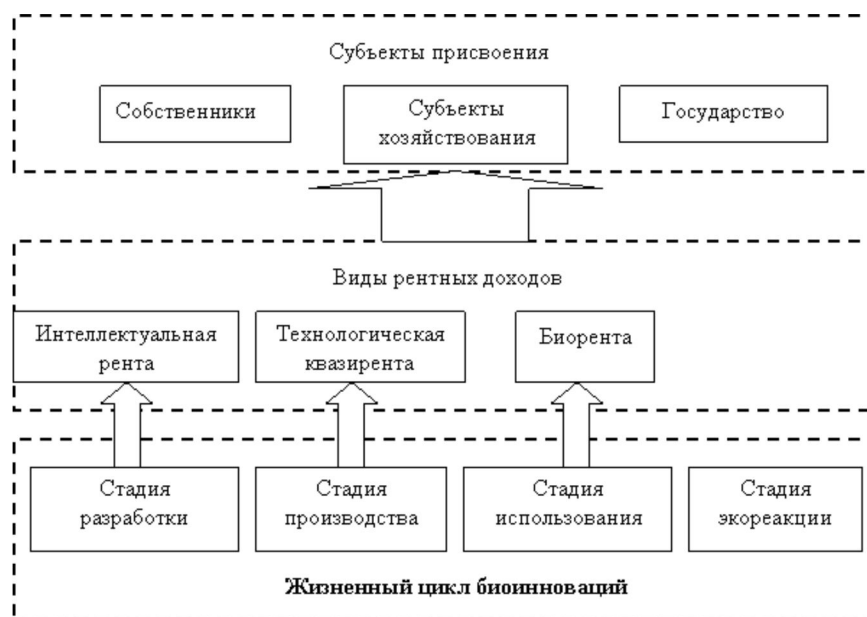 Субъекты присвоения
Собственники
Субъекты
хозяйствования
Государство
Виды рентных доходов
Интеллектуальная
рента
Технологическая
квазирента
Биорента
Стадия
разработки
Стадия
производства
Стадия
использования
Стадия
экореакции
Жизненный цикл биоинноваций